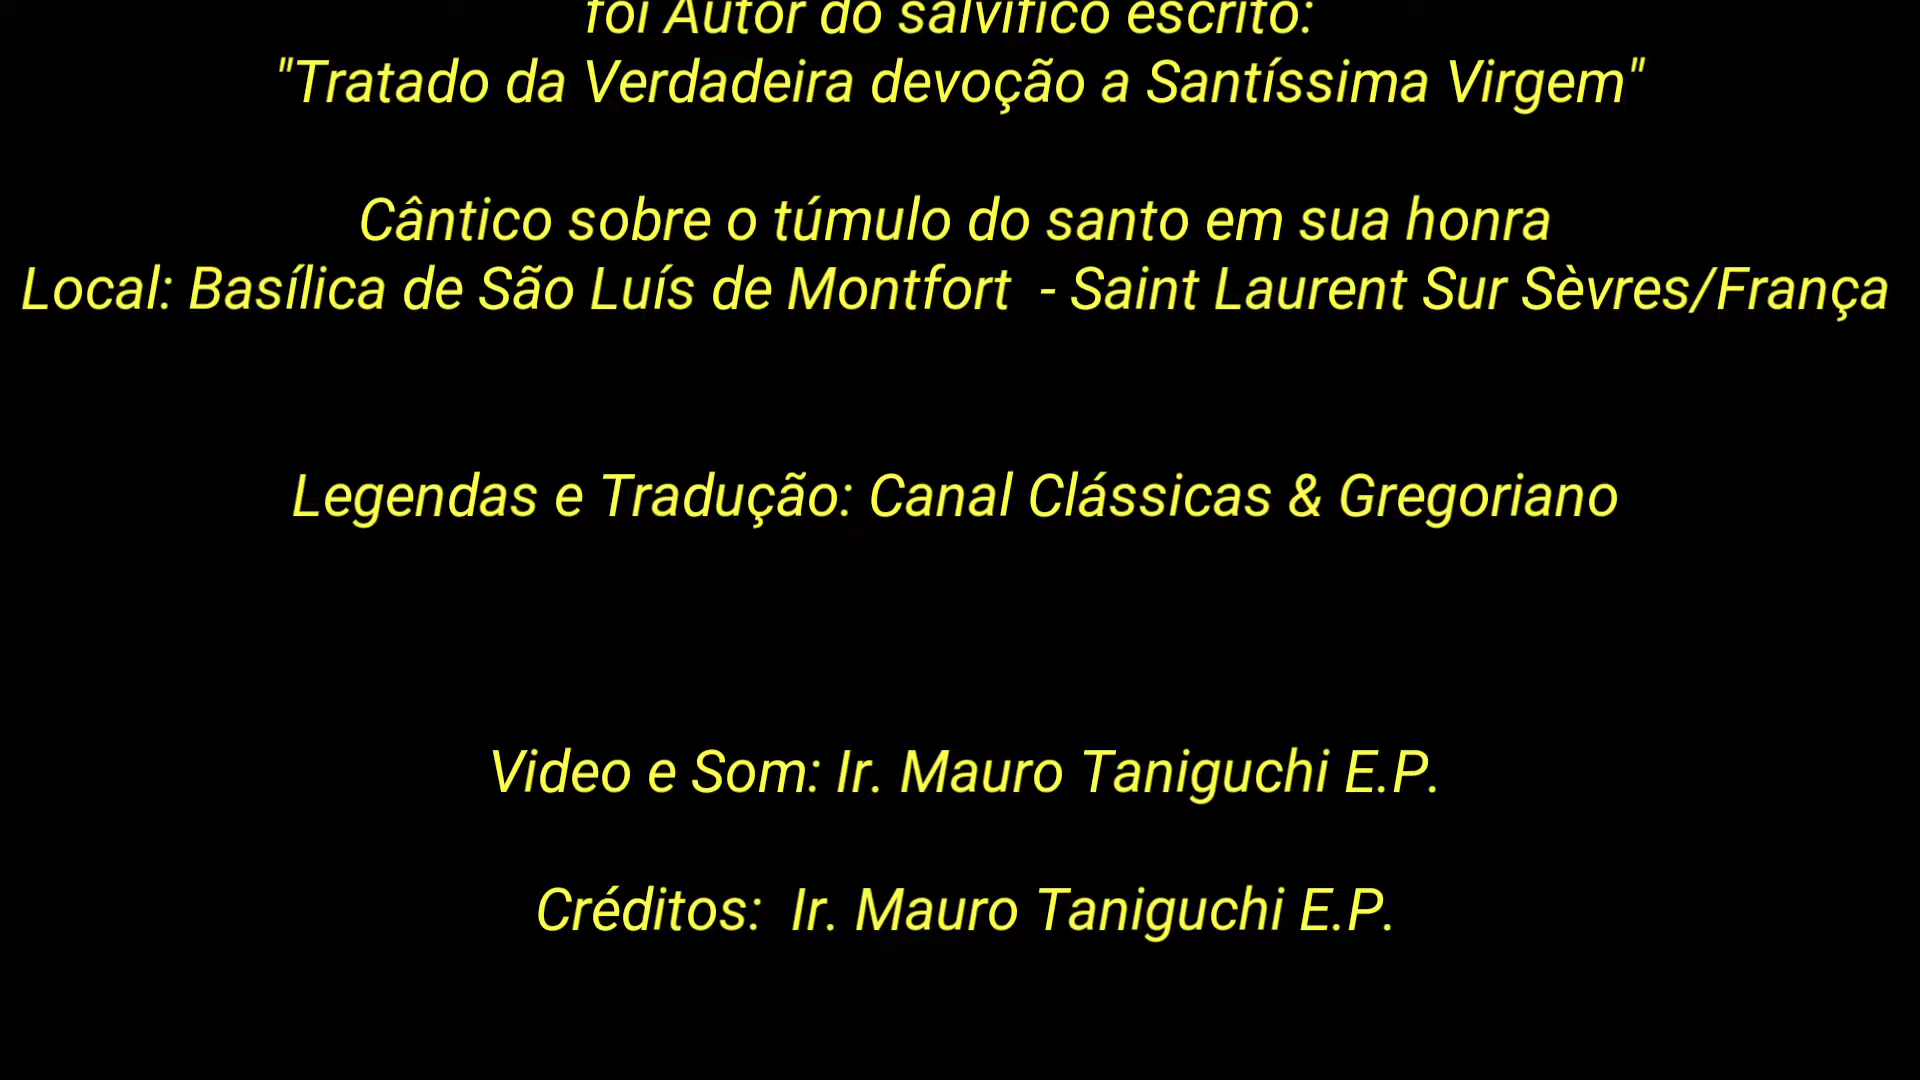 foi Autor do salvífico escrito:
"Tratado da Verdadeira devoção a Santíssima Virgem"
Cântico sobre o túmulo do santo em sua honra
Local: Basílica de São Luís de Montfort - Saint Laurent Sur Sèvres/França
Legendas e Tradução: Canal Clássicas & Gregoriano
Video e Som: Ir. Mauro Taniguchi E.P.
Créditos: Ir. Mauro Taniguchi E.P.